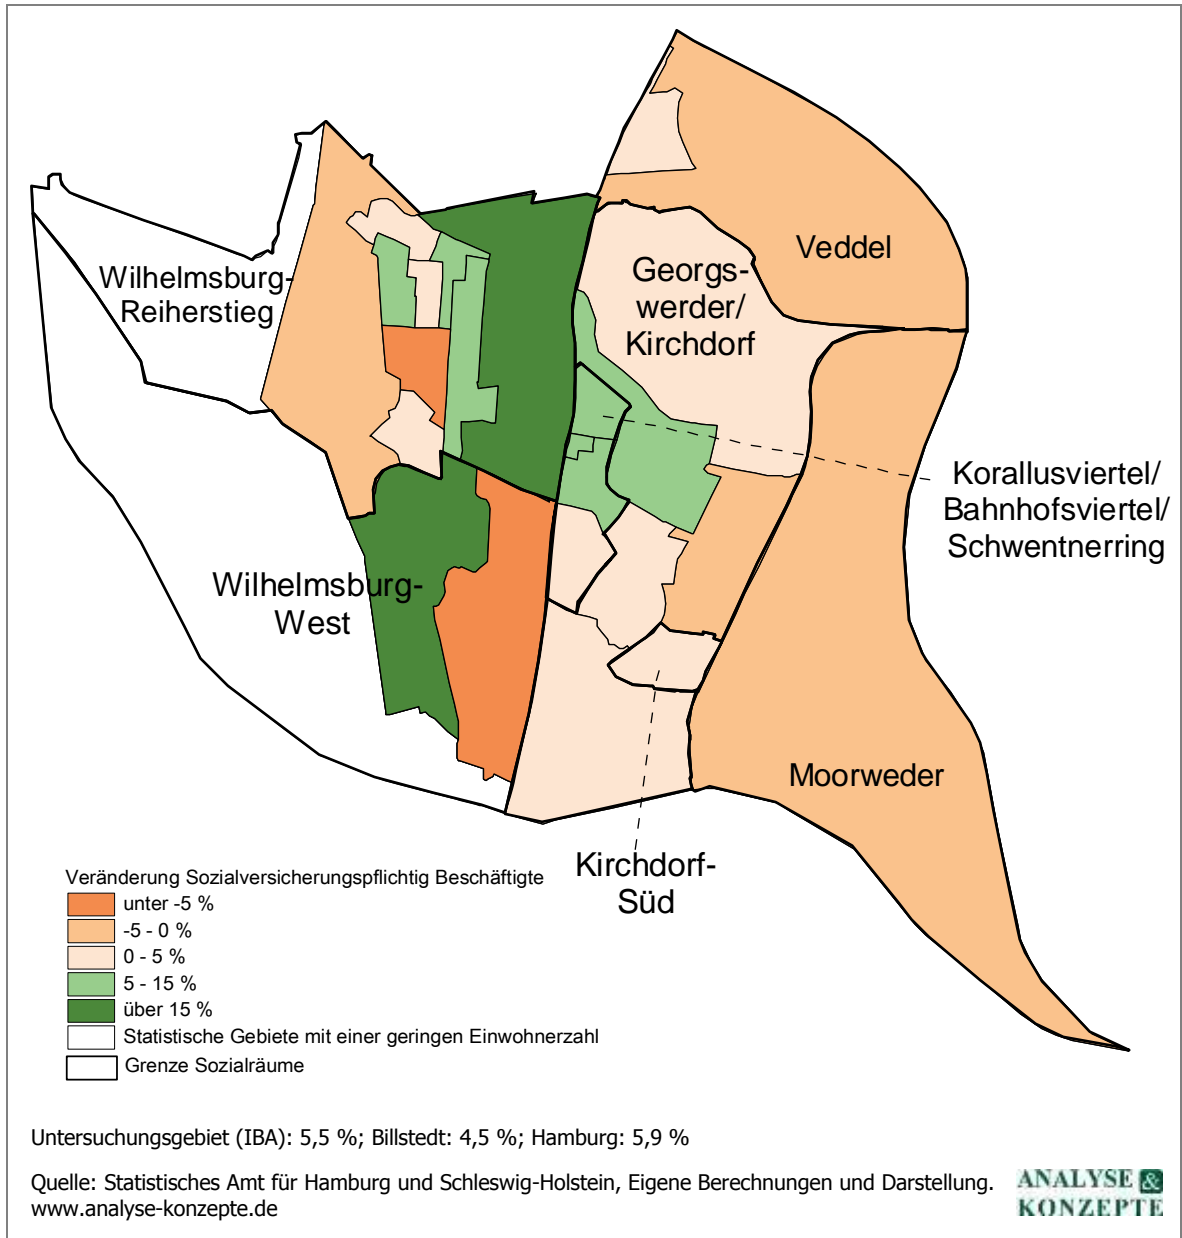 Veddel
Georgs-
werder/
Kirchdorf
Wilhelmsburg-
Reiherstieg
Korallusviertel/
Bahnhofsviertel/
Schwentnerring
Wilhelmsburg-
West
Moorweder
Kirchdorf-
Süd
Veränderung Sozialversicherungspflichtig Beschäftigte
unter -5 %
-5 - 0 %
0 - 5 %
5 - 15 %
über 15 %
Statistische Gebiete mit einer geringen Einwohnerzahl
Grenze Sozialräume
Untersuchungsgebiet (IBA): 5,5 %; Billstedt: 4,5 %; Hamburg: 5,9 %
Quelle: Statistisches Amt für Hamburg und Schleswig-Holstein, Eigene Berechnungen und Darstellung.
www.analyse-konzepte.de
ANALYSE &
KONZEPTE